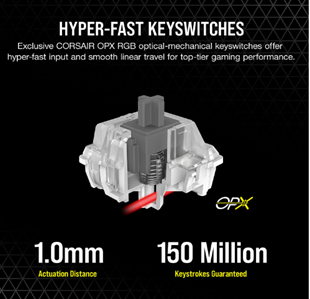 HYPER-FAST KEYSWITCHES
Exclusive CORSAIR OPX RGB optical-mechanical keyswitches offer
hyper-fast input and smooth linear travel for top-tier gaming performance.
OPX
1.0mm 150 Million
Actuation Distance Keystrokes Guaranteed